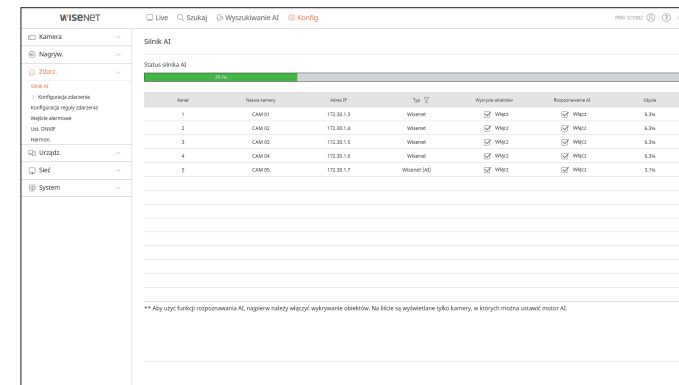 WISENET
Live Szukaj Wyszukiwanie AI Konfig
Kamera
Nagryw.
Zdarz.
Silnik AI
Konfiguracja zdarzenia
Konfiguracja reguły zdarzenia
Wejście alarmowe
Ust. ONVIF
Harmon.
Urządz.
Sieć
System
Silnik AI
Status silnika AI
Kanał Nazwa kamery Adres IP Typ Wykrycie obiektów Rozpoznawanie AI Użycie
1 CAM 01 172.30.1.3 Wisenet Włącz Włącz 6.3%
2 CAM 02 172.30.1.4 Wisenet Włącz Włącz 6.3%
3 CAM 03 172.30.1.5 Wisenet Włącz Włącz 6.3%
4 CAM 04 172.30.1.6 Wisenet Włącz Włącz 6.3%
5 CAM 05 172.30.1.7 Wisenet (AI) Włącz Włącz 3.1%
** Aby użyć funkcji rozpoznawania AI, najpierw należy włączyć wykrywanie obiektów. Na liście są wyświetlane tylko kamery, w których można ustawić motor AI.